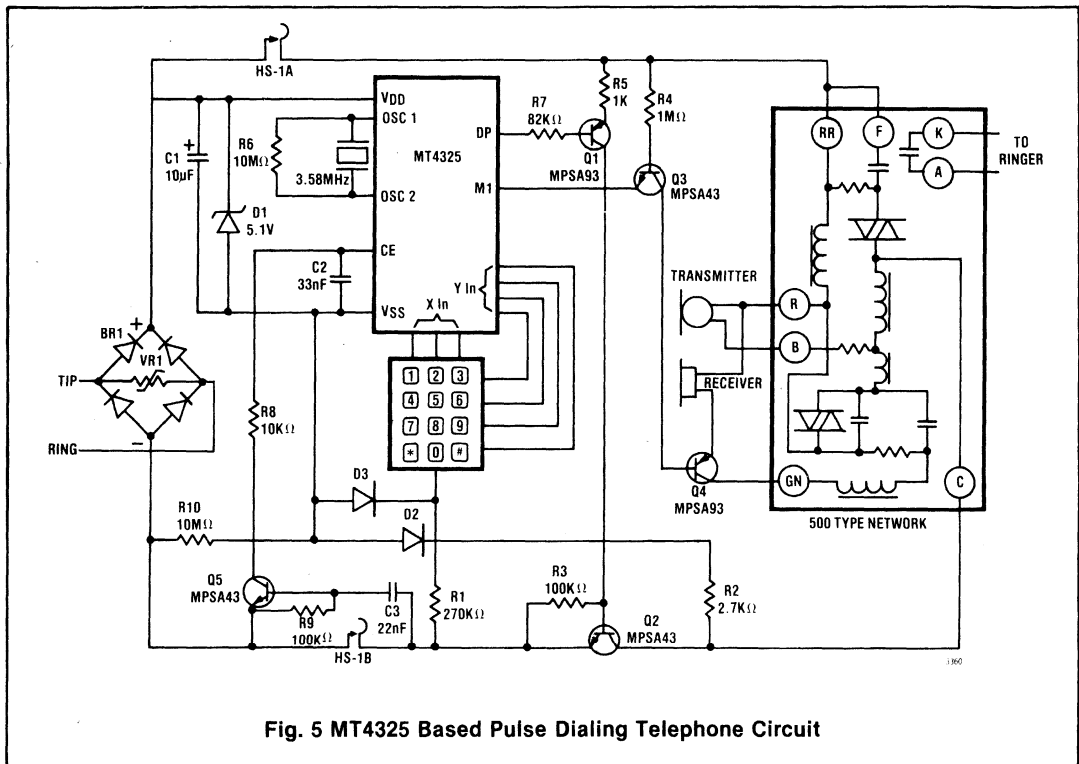 HS-1A
R5
1K
R4
1MΩ
VDD
OSC 1
R7
82KΩ
DP
RR
F
K
TO
RINGER
A
R6
10MΩ
C1
10µF
MT4325
Q1
MPSA93
3.58MHz
M1
Q3
MPSA43
OSC 2
D1
5.1V
CE
C2
33nF
Y In
TRANSMITTER
VSS
X In
R
BR1
+
VR1
B
1 2 3
RECEIVER
TIP
4 5 6
R8
10KΩ
7 8 9
RING
-
* 0 #
D3
Q4
MPSA93
GN
C
R10
10MΩ
D2
500 TYPE NETWORK
Q5
MPSA43
R3
100KΩ
R1
270KΩ
R2
2.7KΩ
C3
22nF
Q2
MPSA43
R9
100KΩ
HS-1B
Fig. 5 MT4325 Based Pulse Dialing Telephone Circuit